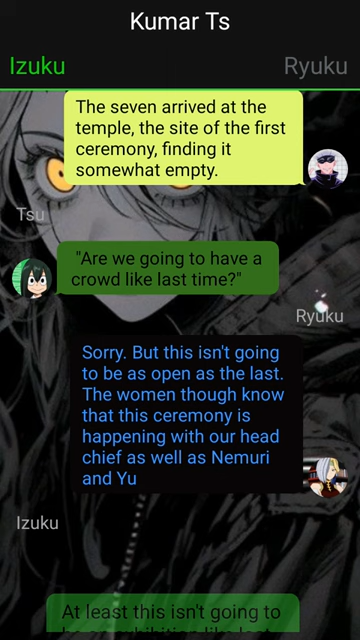 Kumar Ts
Izuku
Ryuku
The seven arrived at the
temple, the site of the first
ceremony, finding it
somewhat empty.
Tsu
"Are we going to have a
crowd like last time?"
Ryuku
Sorry. But this isn't going
to be as open as the last.
The women though know
that this ceremony is
happening with our head
chief as well as Nemuri
and Yu
Izuku
At least this isn't going to